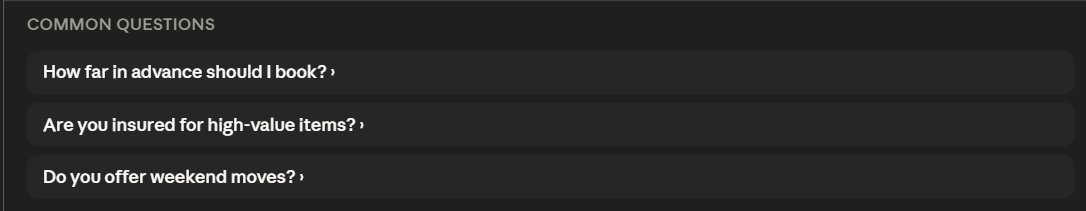 COMMON QUESTIONS
How far in advance should I book? ›
Are you insured for high-value items? ›
Do you offer weekend moves? ›